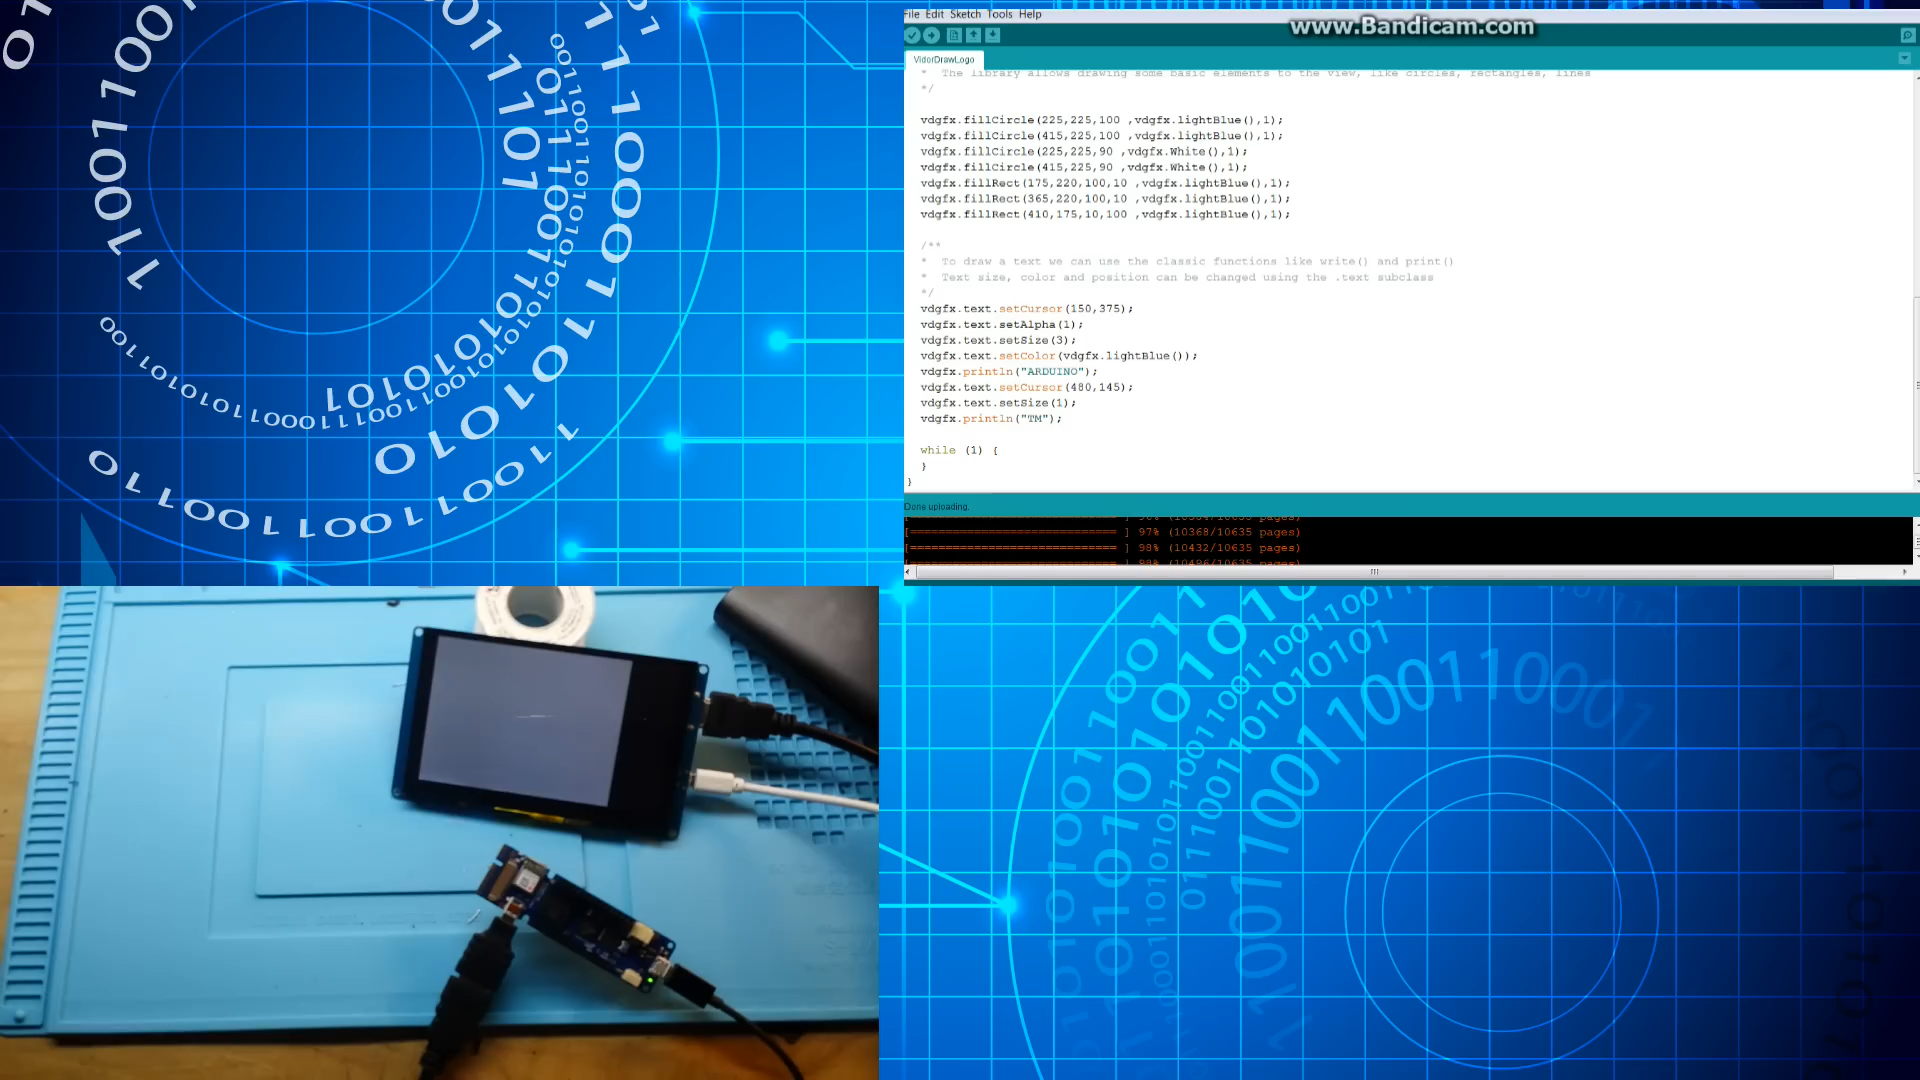 File Edit Sketch Tools Help
www.Bandicam.com
VidorDrawLogo
* The library allows drawing some basic elements to the view, like circles, rectangles, lines
*/
vdgfx.fillCircle(225,225,100 ,vdgfx.lightBlue(),1);
vdgfx.fillCircle(415,225,100 ,vdgfx.lightBlue(),1);
vdgfx.fillCircle(225,225,90 ,vdgfx.White(),1);
vdgfx.fillCircle(415,225,90 ,vdgfx.White(),1);
vdgfx.fillRect(175,220,100,10 ,vdgfx.lightBlue(),1);
vdgfx.fillRect(365,220,100,10 ,vdgfx.lightBlue(),1);
vdgfx.fillRect(410,175,10,100 ,vdgfx.lightBlue(),1);
/**
* To draw a text we can use the classic functions like write() and print()
* Text size, color and position can be changed using the .text subclass
*/
vdgfx.text.setCursor(150,375);
vdgfx.text.setAlpha(1);
vdgfx.text.setSize(3);
vdgfx.text.setColor(vdgfx.lightBlue());
vdgfx.println("ARDUINO");
vdgfx.text.setCursor(480,145);
vdgfx.text.setSize(1);
vdgfx.println("TM");
while (1) {
}
}
Done uploading.
[============================= ] 97% (10368/10635 pages)
[============================= ] 98% (10432/10635 pages)
[============================= ] 98% (10496/10635 pages)